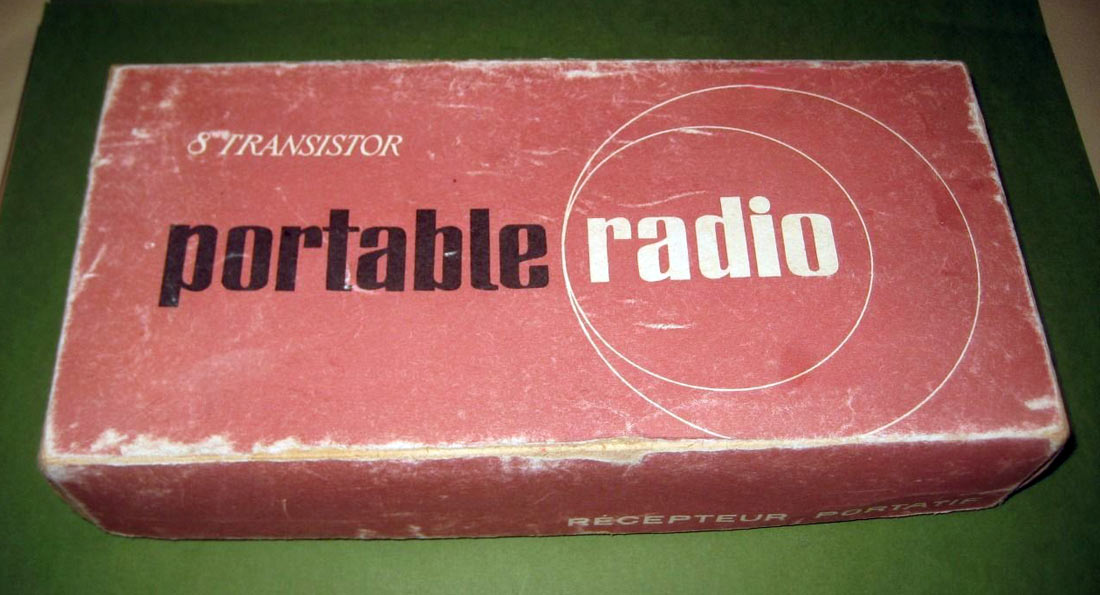 8 TRANSISTOR
portable radio
RÉCEPTEUR PORTATIF